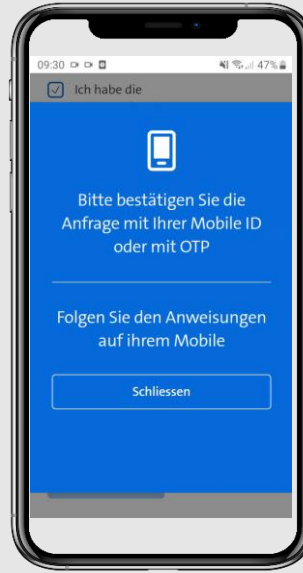 09:30 47%
Ich habe die
Bitte bestätigen Sie die
Anfrage mit Ihrer Mobile ID
oder mit OTP
Folgen Sie den Anweisungen
auf ihrem Mobile
Schliessen